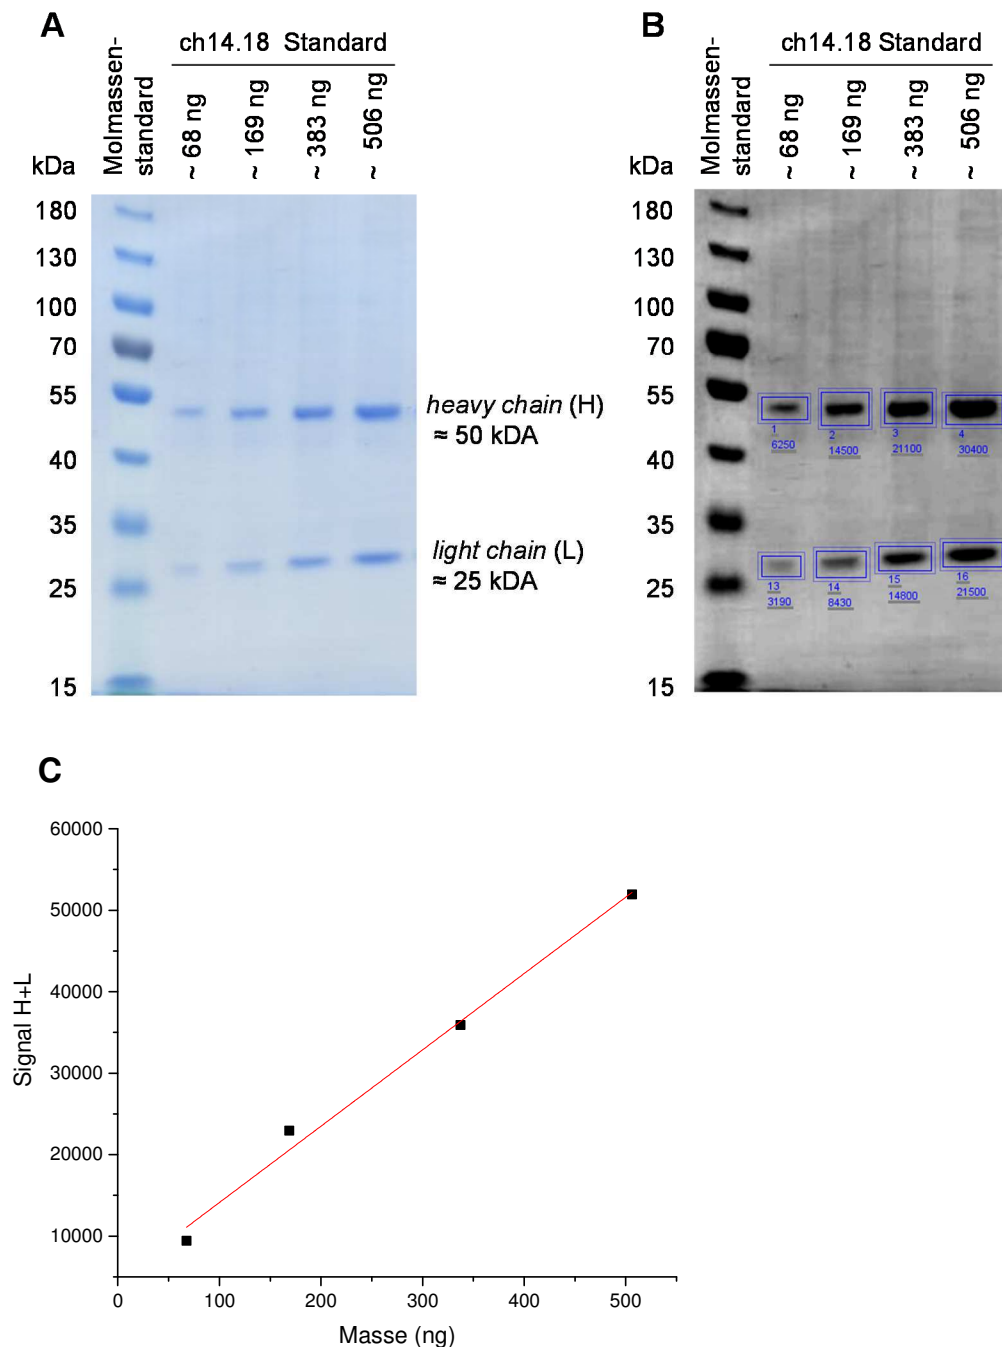 A
Molmassen-
standard
ch14.18 Standard
~ 68 ng
~ 169 ng
~ 383 ng
~ 506 ng
kDa
180
130
100
70
55
40
35
25
15
heavy chain (H)
≈ 50 kDA
light chain (L)
≈ 25 kDA
B
Molmassen-
standard
ch14.18 Standard
~ 68 ng
~ 169 ng
~ 383 ng
~ 506 ng
kDa
180
130
100
70
55
40
35
25
15
1
6250
2
14500
3
21100
4
30400
13
3190
14
8430
15
14800
16
21500
C
60000
50000
40000
30000
20000
10000
Signal H+L
0 100 200 300 400 500
Masse (ng)